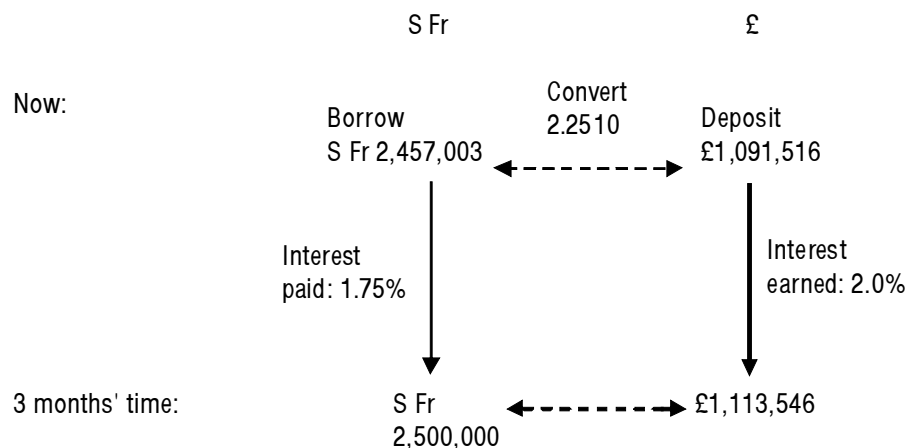 S Fr £
Now:
Convert
2.2510
Borrow
S Fr 2,457,003
Deposit
£1,091,516
Interest
paid: 1.75%
Interest
earned: 2.0%
3 months' time:
S Fr
2,500,000
£1,113,546